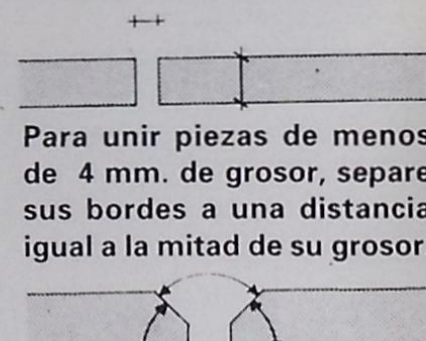 Para unir piezas de menos
de 4 mm. de grosor, separe
sus bordes a una distancia
igual a la mitad de su grosor